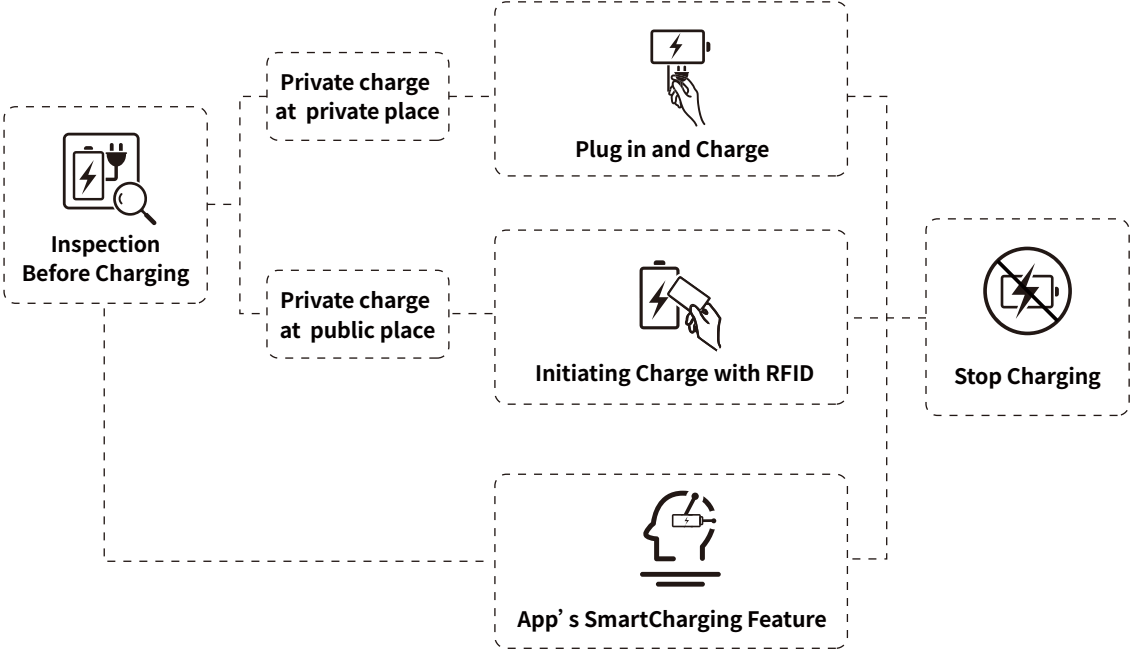 Inspection
Before Charging
Private charge
at private place
Plug in and Charge
Private charge
at public place
Initiating Charge with RFID
App’s SmartCharging Feature
Stop Charging